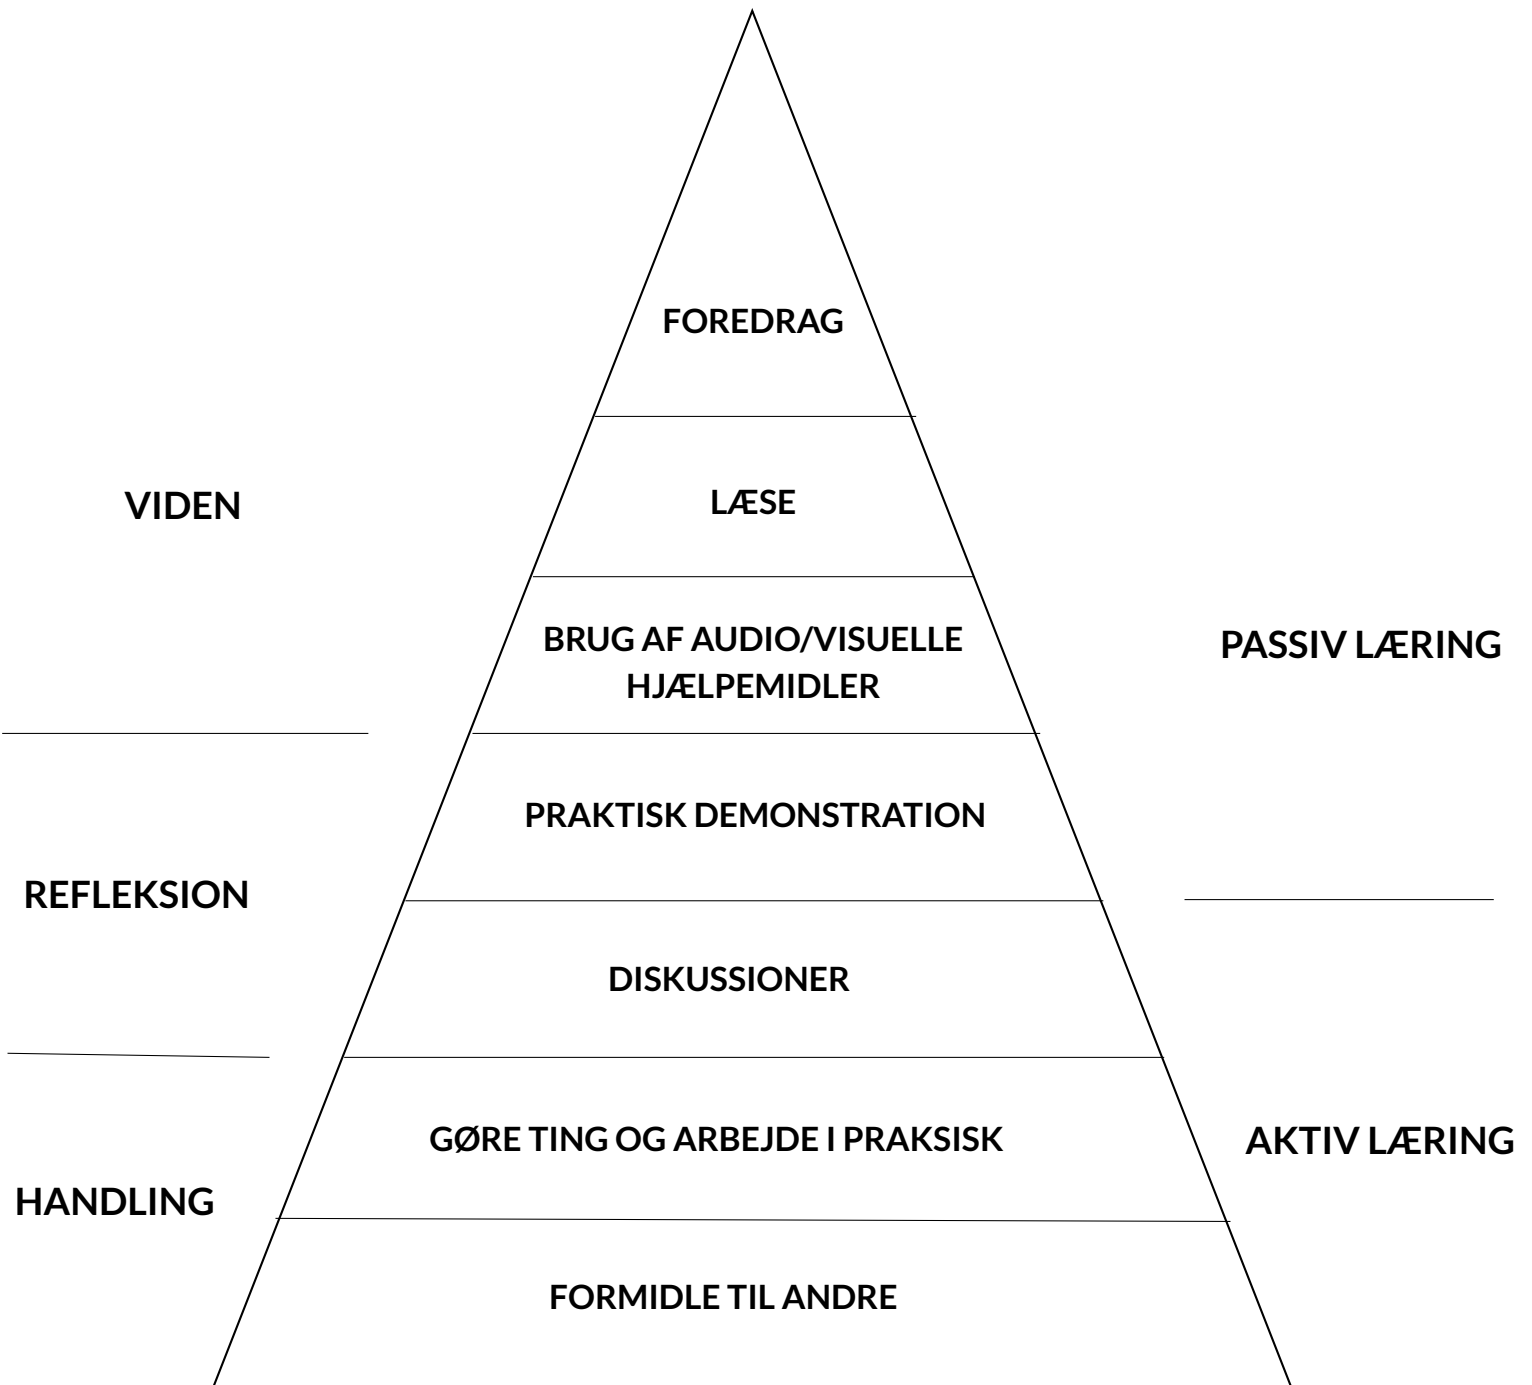 FOREDRAG
VIDEN
LÆSE
BRUG AF AUDIO/VISUELLE
HJÆLPEMIDLER
PASSIV LÆRING
PRAKTISK DEMONSTRATION
REFLEKSION
DISKUSSIONER
GØRE TING OG ARBEJDE I PRAKSISK
AKTIV LÆRING
HANDLING
FORMIDLE TIL ANDRE